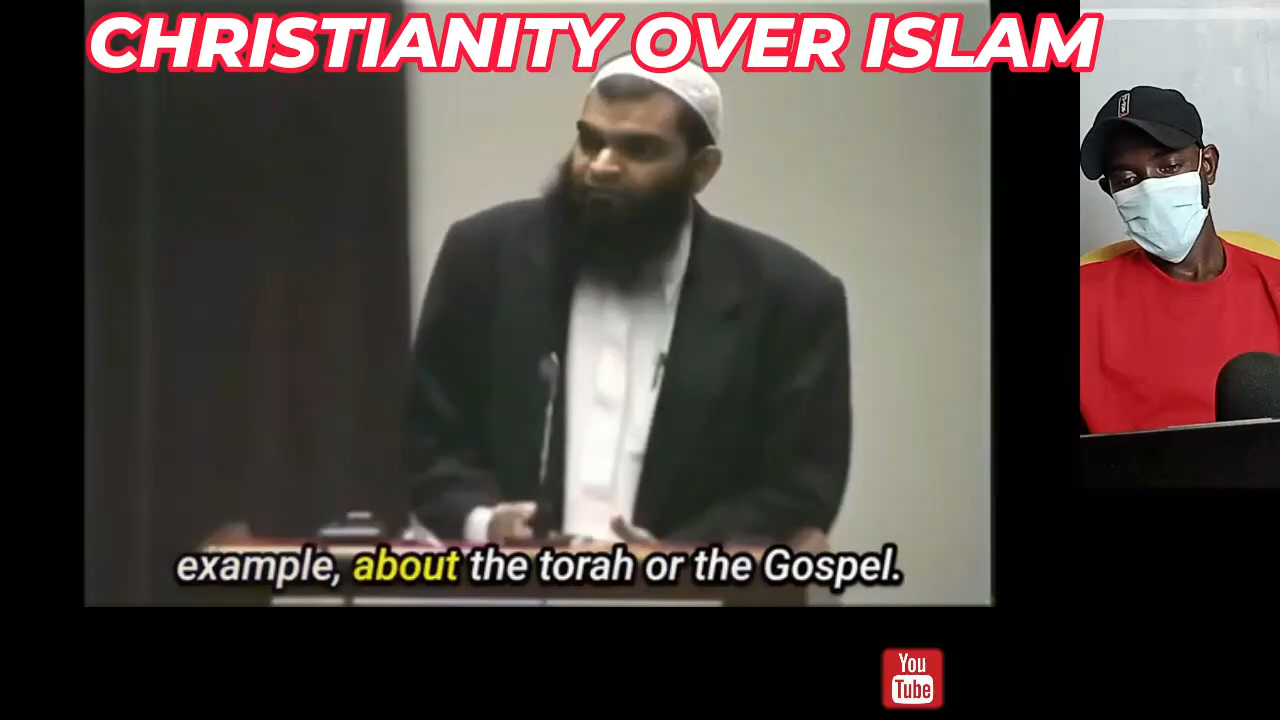 CHRISTIANITY OVER ISLAM
example, about the torah or the Gospel.
You
Tube